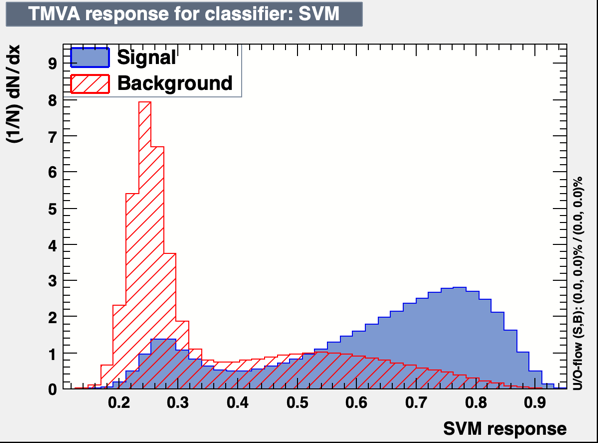 TMVA response for classifier: SVM
(1/N) dN/dx
Signal
Background
9
8
7
6
5
4
3
2
1
0
0.2 0.3 0.4 0.5 0.6 0.7 0.8 0.9
SVM response
U/O-flow (S,B): (0.0, 0.0)% / (0.0, 0.0)%